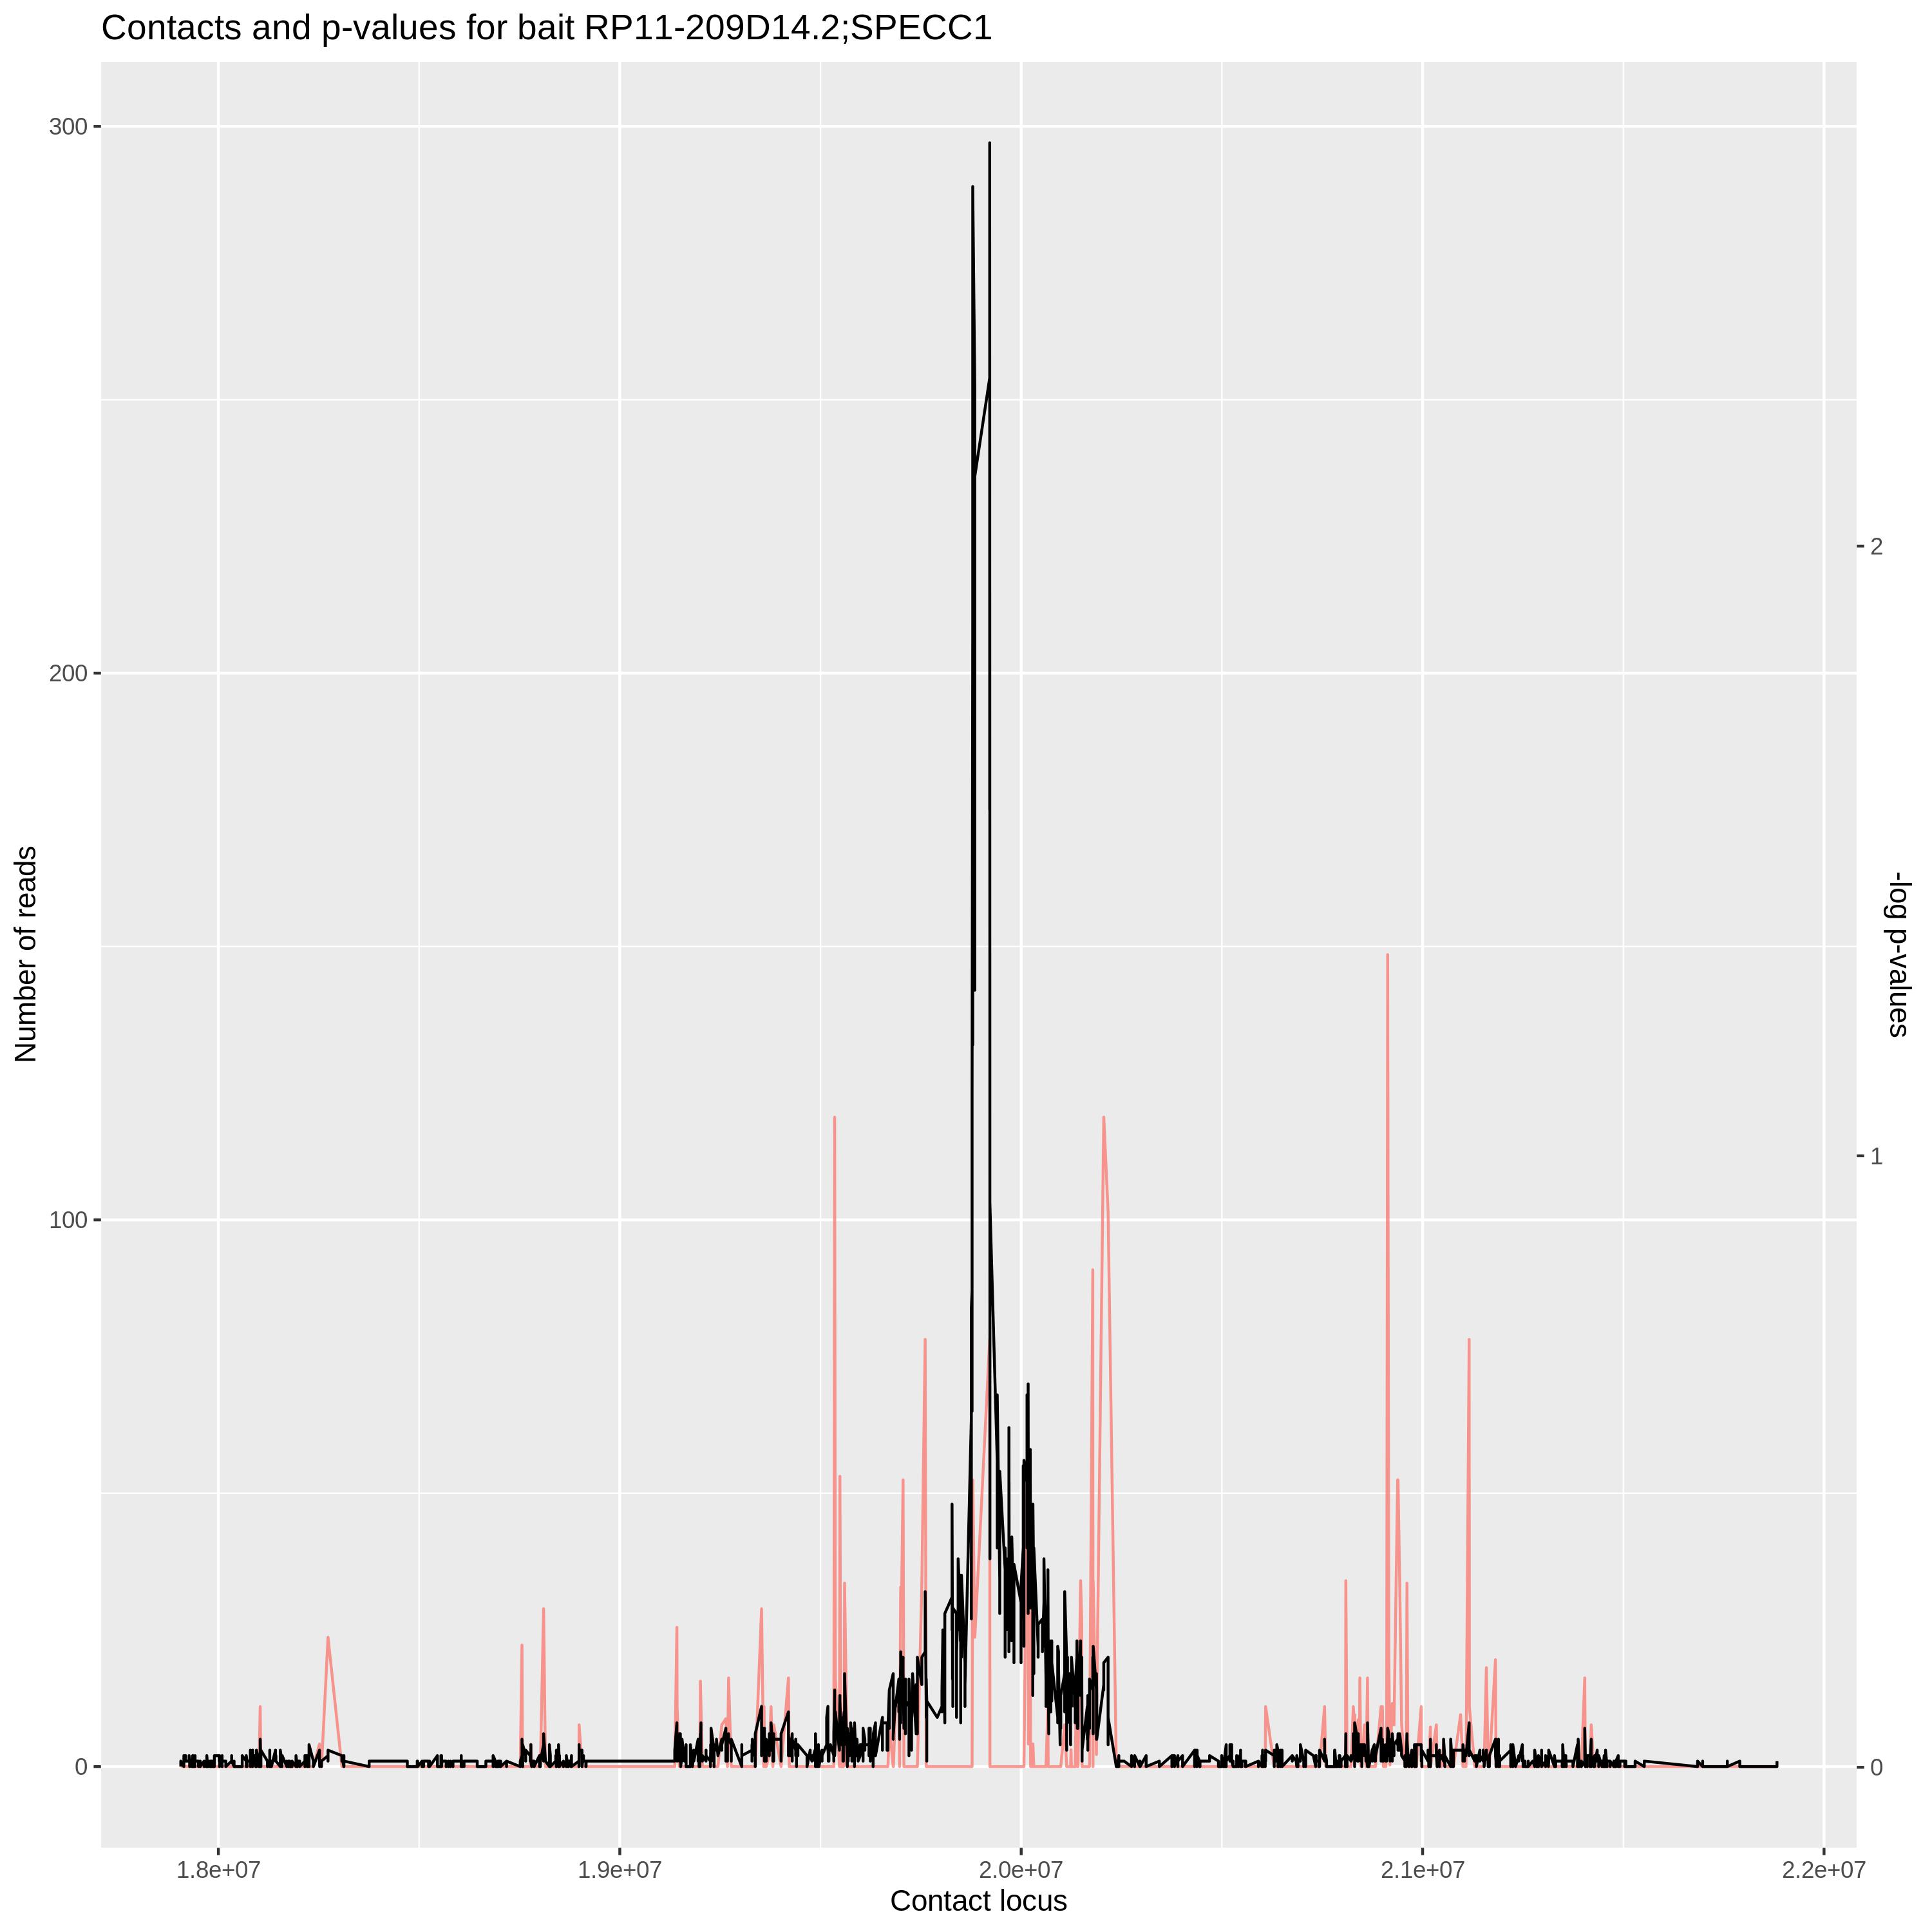 Contacts and p-values for bait RP11-209D14.2;SPECC1
300
200
100
0
Number of reads
2
1
0
-log p-values
1.8e+07 1.9e+07 2.0e+07 2.1e+07 2.2e+07
Contact locus